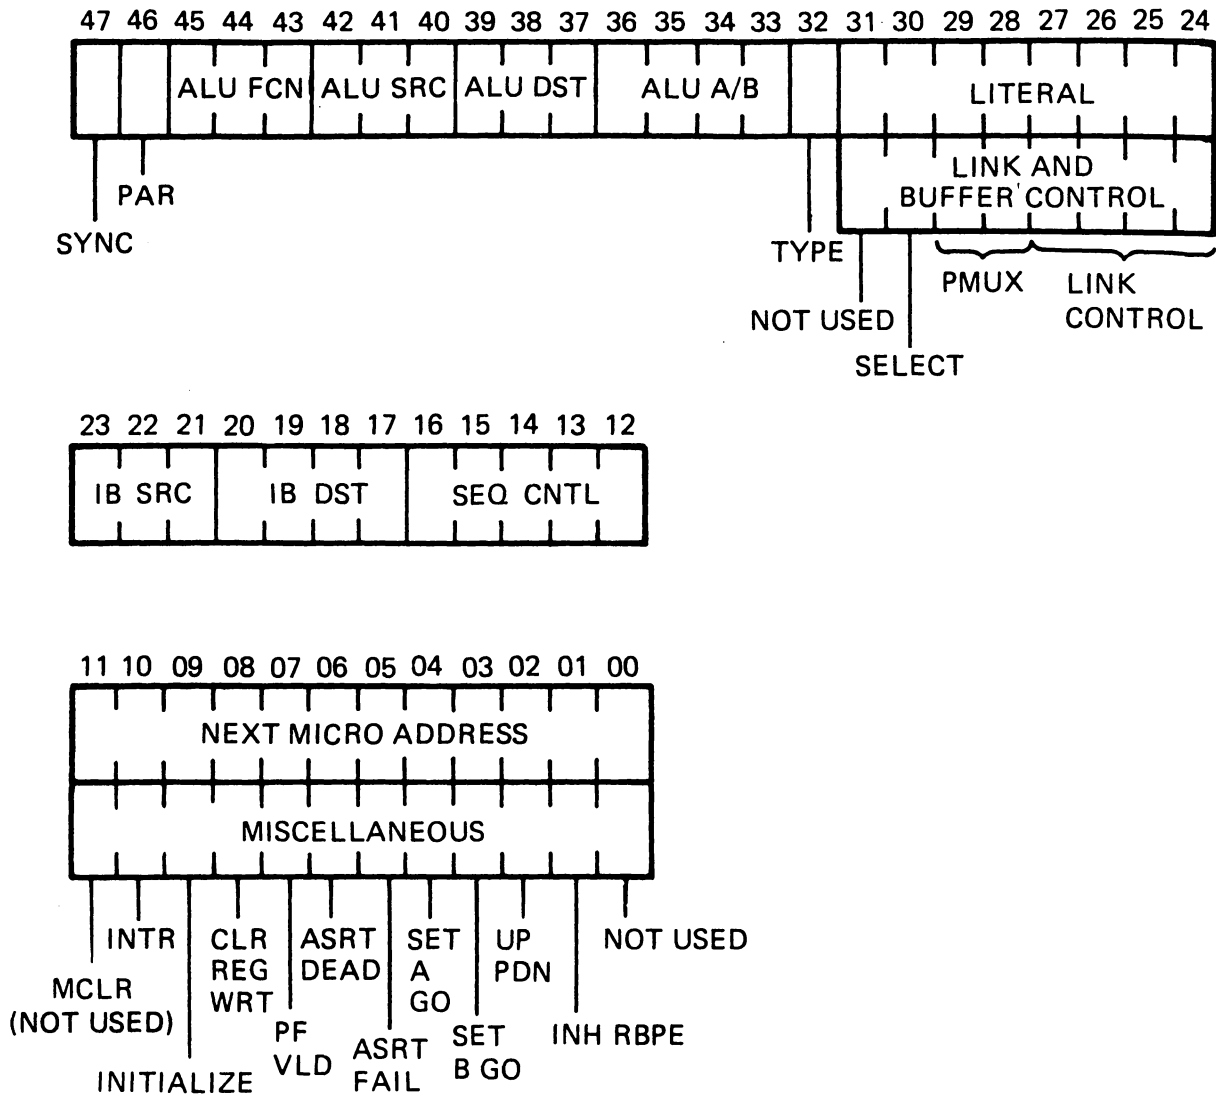 47 46 45 44 43 42 41 40 39 38 37 36 35 34 33 32 31 30 29 28 27 26 25 24
ALU FCN ALU SRC ALU DST ALU A/B LITERAL
LINK AND
BUFFER CONTROL
PAR
SYNC
TYPE
PMUX LINK
CONTROL
NOT USED
SELECT
23 22 21 20 19 18 17 16 15 14 13 12
IB SRC IB DST SEQ CNTL
11 10 09 08 07 06 05 04 03 02 01 00
NEXT MICRO ADDRESS
MISCELLANEOUS
INTR
MCLR
(NOT USED)
INITIALIZE
CLR
REG
WRT
PF
VLD
ASRT
DEAD
ASRT
FAIL
SET
A
GO
SET
B GO
UP
PDN
INH RBPE
NOT USED